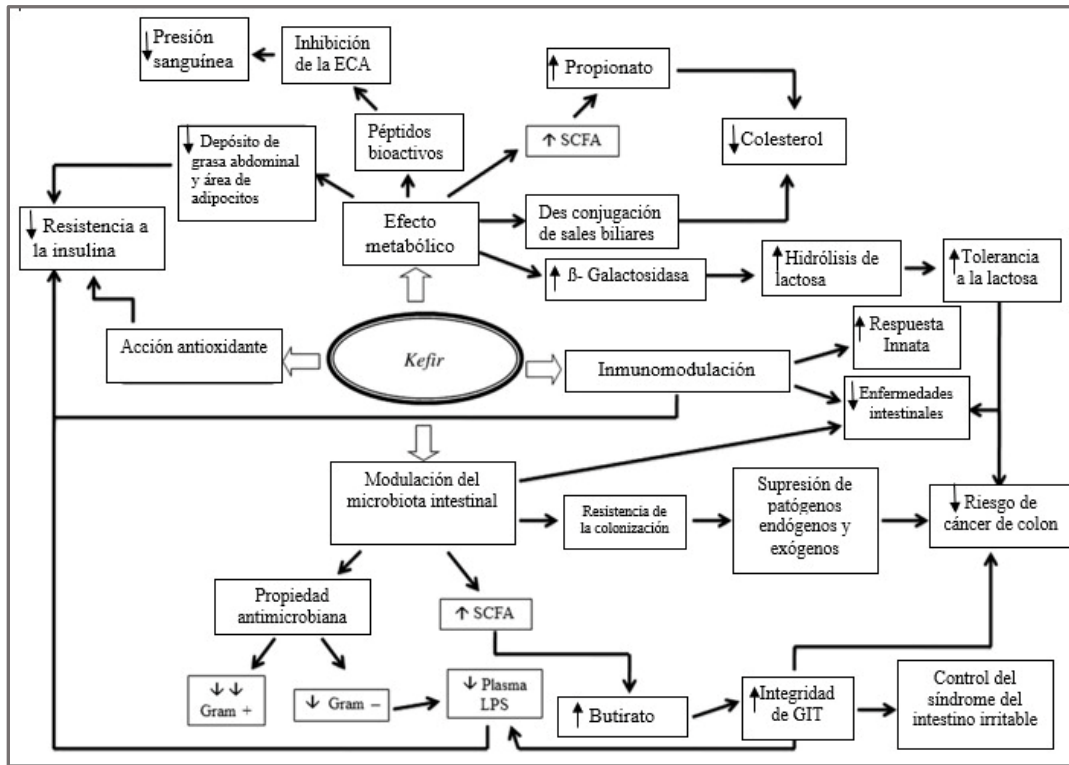 ↓ Presión
sanguínea
Inhibición
de la ECA
↑ Propionato
Péptidos
bioactivos
↑ SCFA
↓ Colesterol
↓ Depósito de
grasa abdominal
y área de
adipocitos
↓ Resistencia a
la insulina
Efecto
metabólico
Des conjugación
de sales biliares
↑ ß- Galactosidasa
↑ Hidrólisis de
lactosa
↑ Tolerancia
a la lactosa
Acción antioxidante
Kefir
Inmunomodulación
↑ Respuesta
Innata
↓ Enfermedades
intestinales
Modulación del
microbiota intestinal
Resistencia de
la colonización
Supresión de
patógenos
endógenos y
exógenos
↓ Riesgo de
cáncer de colon
Propiedad
antimicrobiana
↑ SCFA
↓ ↓
Gram +
↓ Gram –
↓ Plasma
LPS
↑ Butirato
↑ Integridad
de GIT
Control del
síndrome del
intestino irritable